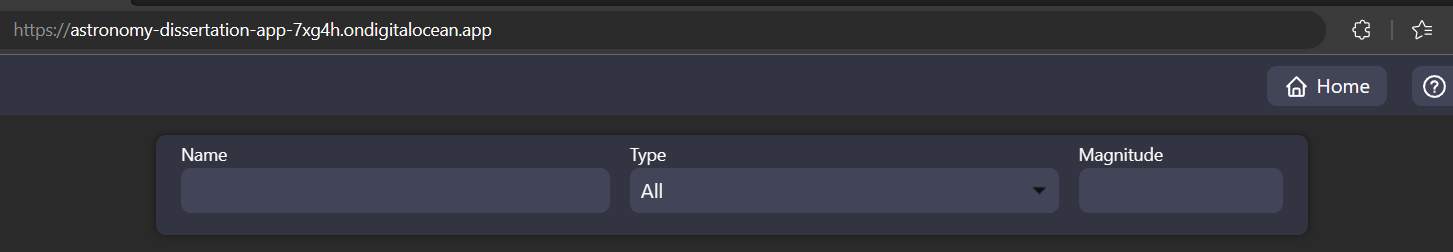 https://astronomy-dissertation-app-7xg4h.ondigitalocean.app
Home
Name Type Magnitude
All